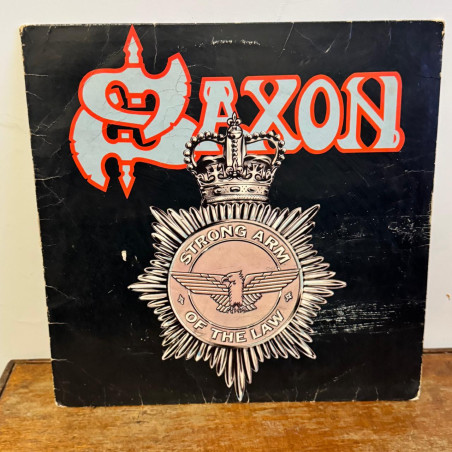 SAXON
STRONG ARM
OF THE LAW